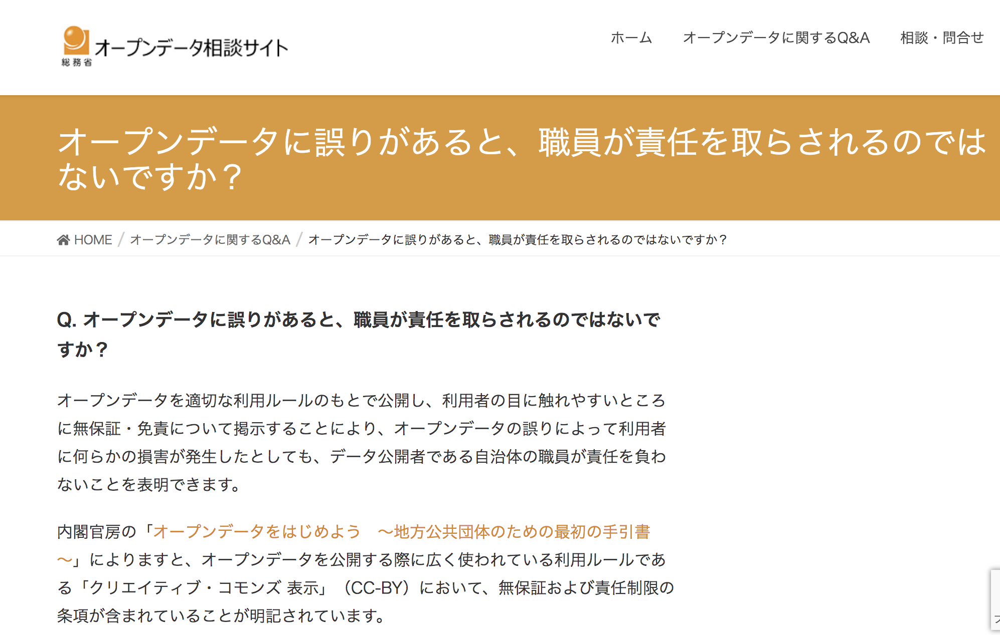 総務省
オープンデータ相談サイト
ホーム オープンデータに関するQ&A 相談・問合せ
オープンデータに誤りがあると、職員が責任を取らされるのでは
ないですか？
HOME / オープンデータに関するQ&A / オープンデータに誤りがあると、職員が責任を取らされるのではないですか？
Q. オープンデータに誤りがあると、職員が責任を取らされるのではないで
すか？
オープンデータを適切な利用ルールのもとで公開し、利用者の目に触れやすいところ
に無保証・免責について掲示することにより、オープンデータの誤りによって利用者
に何らかの損害が発生したとしても、データ公開者である自治体の職員が責任を負わ
ないことを表明できます。
内閣官房の「オープンデータをはじめよう　～地方公共団体のための最初の手引書
～」によりますと、オープンデータを公開する際に広く使われている利用ルールであ
る「クリエイティブ・コモンズ 表示」（CC-BY）において、無保証および責任制限の
条項が含まれていることが明記されています。